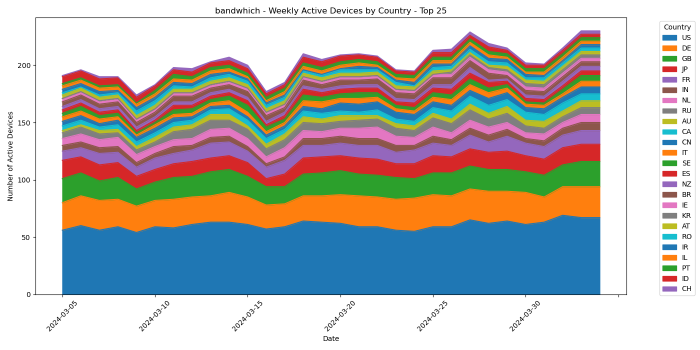 bandwhich - Weekly Active Devices by Country - Top 25
Number of Active Devices
200
150
100
50
0
2024-03-05
2024-03-10
2024-03-15
2024-03-20
2024-03-25
2024-03-30
Date
Country
US
DE
GB
JP
FR
IN
NL
RU
AU
CA
CN
IT
SE
ES
NZ
BR
IE
KR
AT
RO
IR
IL
PT
ID
CH